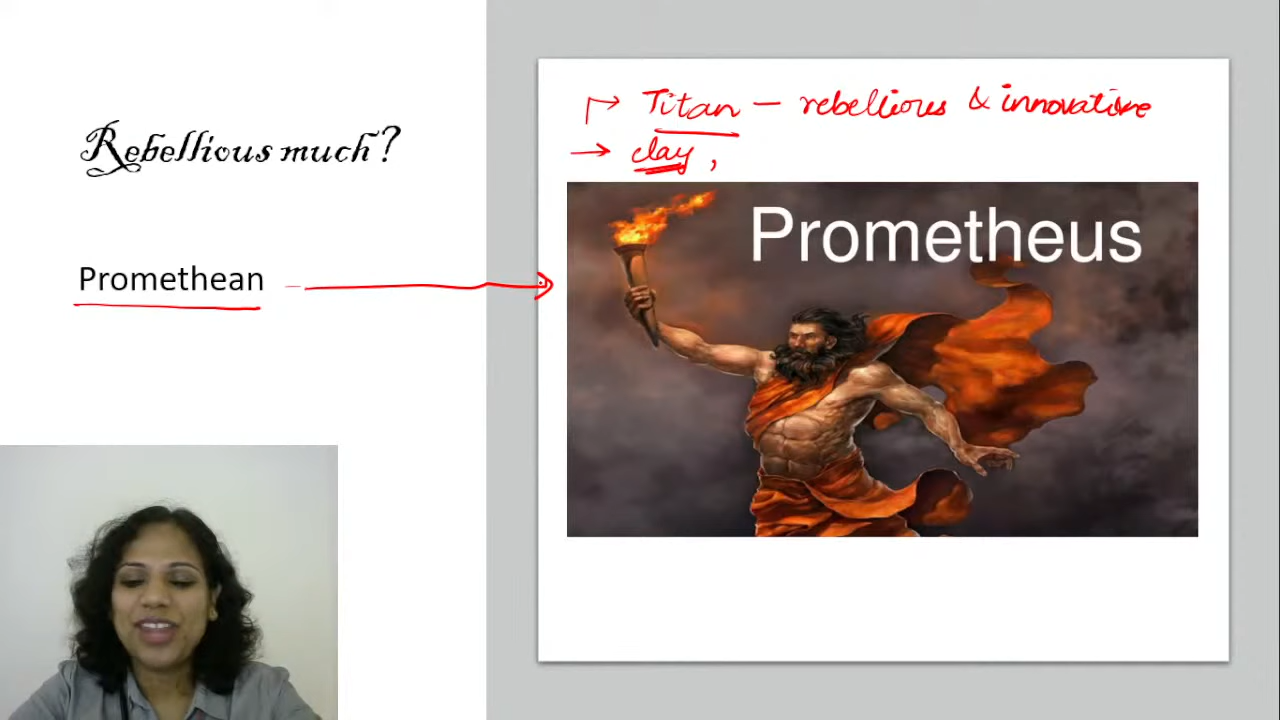 Rebellious much?
Promethean
Titan – rebellious & innovative
clay,
Prometheus